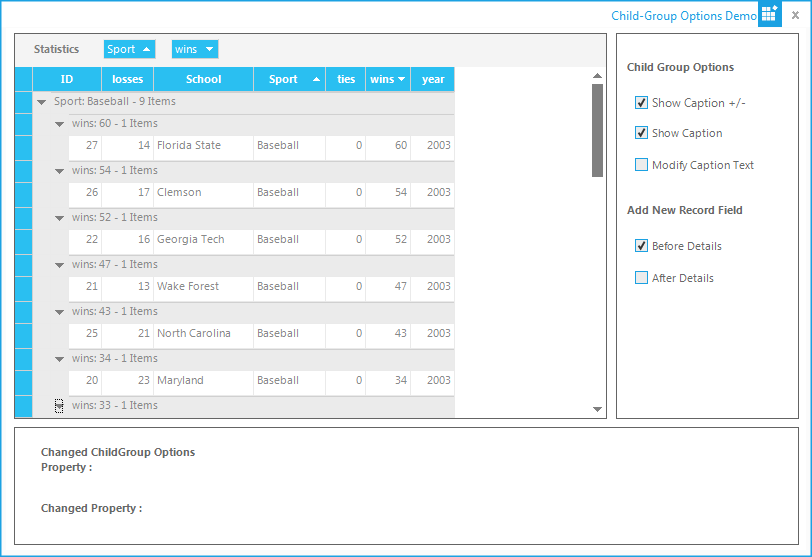 Child-Group Options Demo
Statistics Sport wins
ID losses School Sport ties wins year
Sport: Baseball - 9 Items
wins: 60 - 1 Items
27 14 Florida State Baseball 0 60 2003
wins: 54 - 1 Items
26 17 Clemson Baseball 0 54 2003
wins: 52 - 1 Items
22 16 Georgia Tech Baseball 0 52 2003
wins: 47 - 1 Items
21 13 Wake Forest Baseball 0 47 2003
wins: 43 - 1 Items
25 21 North Carolina Baseball 0 43 2003
wins: 34 - 1 Items
20 23 Maryland Baseball 0 34 2003
wins: 33 - 1 Items
Child Group Options
Show Caption +/-
Show Caption
Modify Caption Text
Add New Record Field
Before Details
After Details
Changed ChildGroup Options
Property :
Changed Property :